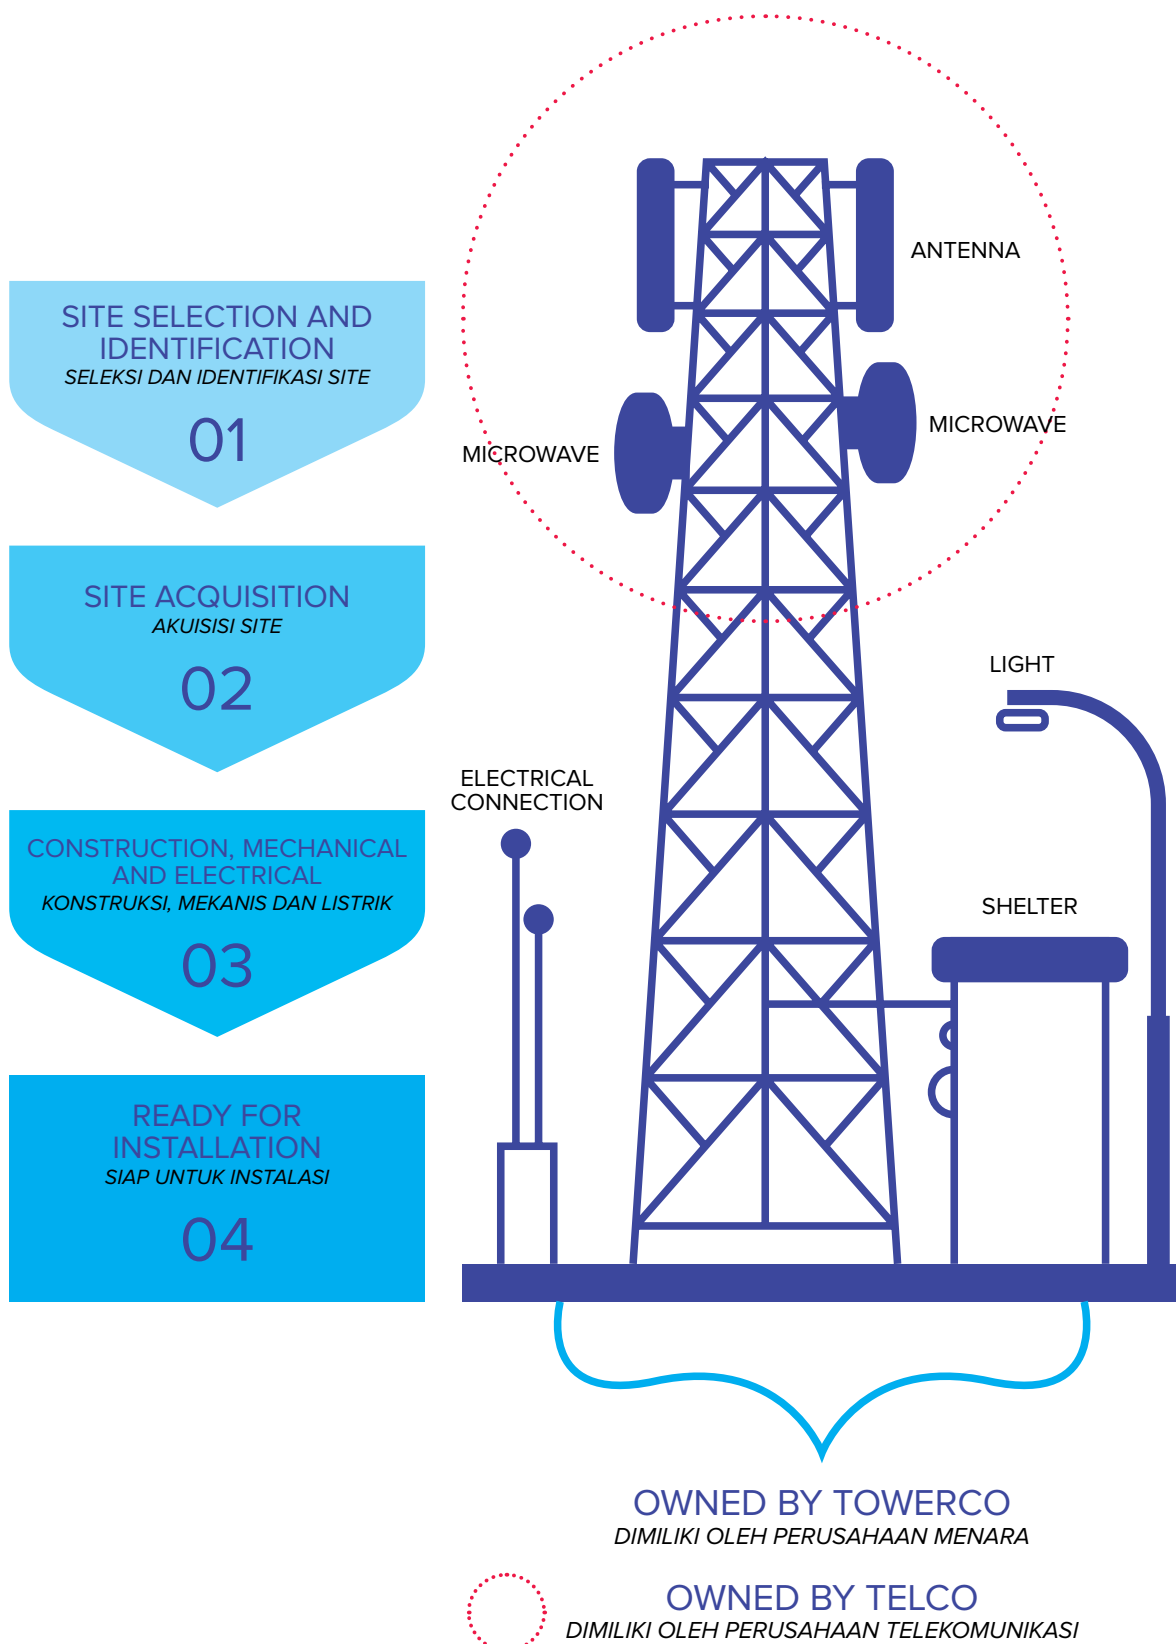 SITE SELECTION AND
IDENTIFICATION
SELEKSI DAN IDENTIFIKASI SITE
01
SITE ACQUISITION
AKUISISI SITE
02
CONSTRUCTION, MECHANICAL
AND ELECTRICAL
KONSTRUKSI, MEKANIS DAN LISTRIK
03
READY FOR
INSTALLATION
SIAP UNTUK INSTALASI
04
ANTENNA
MICROWAVE
MICROWAVE
LIGHT
ELECTRICAL
CONNECTION
SHELTER
OWNED BY TOWERCO
DIMILIKI OLEH PERUSAHAAN MENARA
OWNED BY TELCO
DIMILIKI OLEH PERUSAHAAN TELEKOMUNIKASI